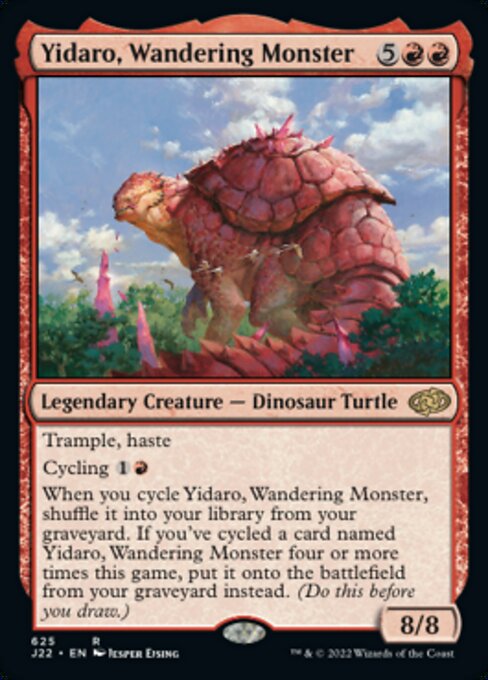 Yidaro, Wandering Monster 5
Legendary Creature — Dinosaur Turtle
Trample, haste
Cycling 1
When you cycle Yidaro, Wandering Monster,
shuffle it into your library from your
graveyard. If you've cycled a card named
Yidaro, Wandering Monster four or more
times this game, put it onto the battlefield
from your graveyard instead. (Do this before
you draw.)
8/8
625 R
J22 • EN Jesper Ejsing
™ & © 2022 Wizards of the Coast